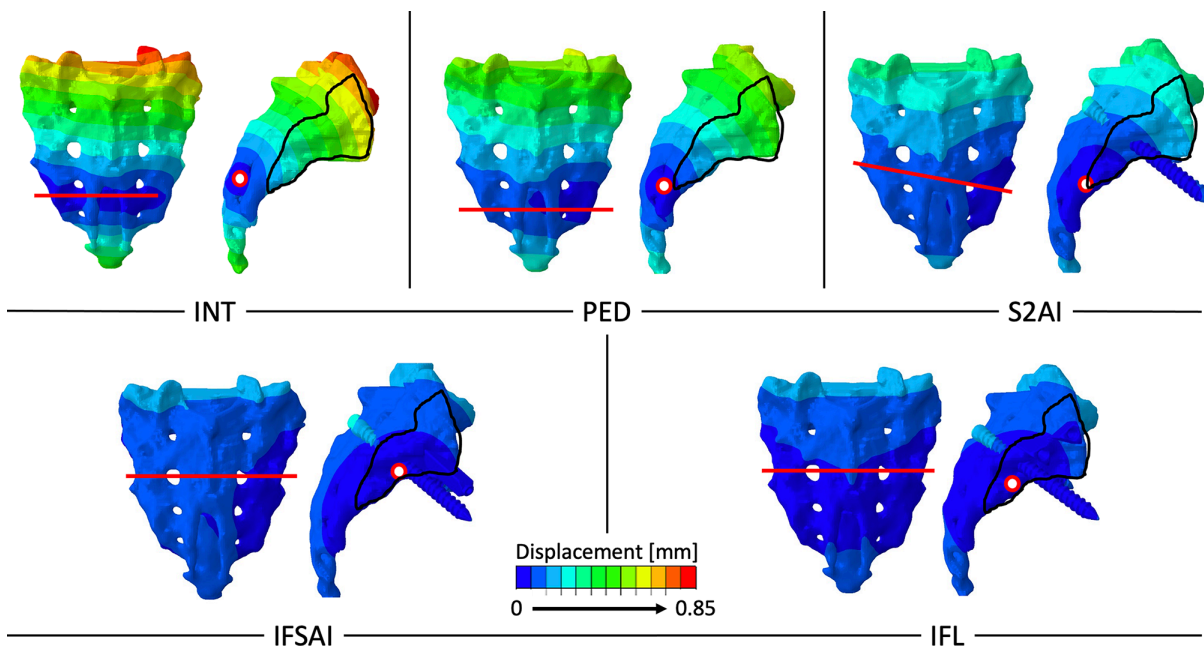 INT
PED
S2AI
Displacement [mm]
0
0.85
IFSAI
IFL